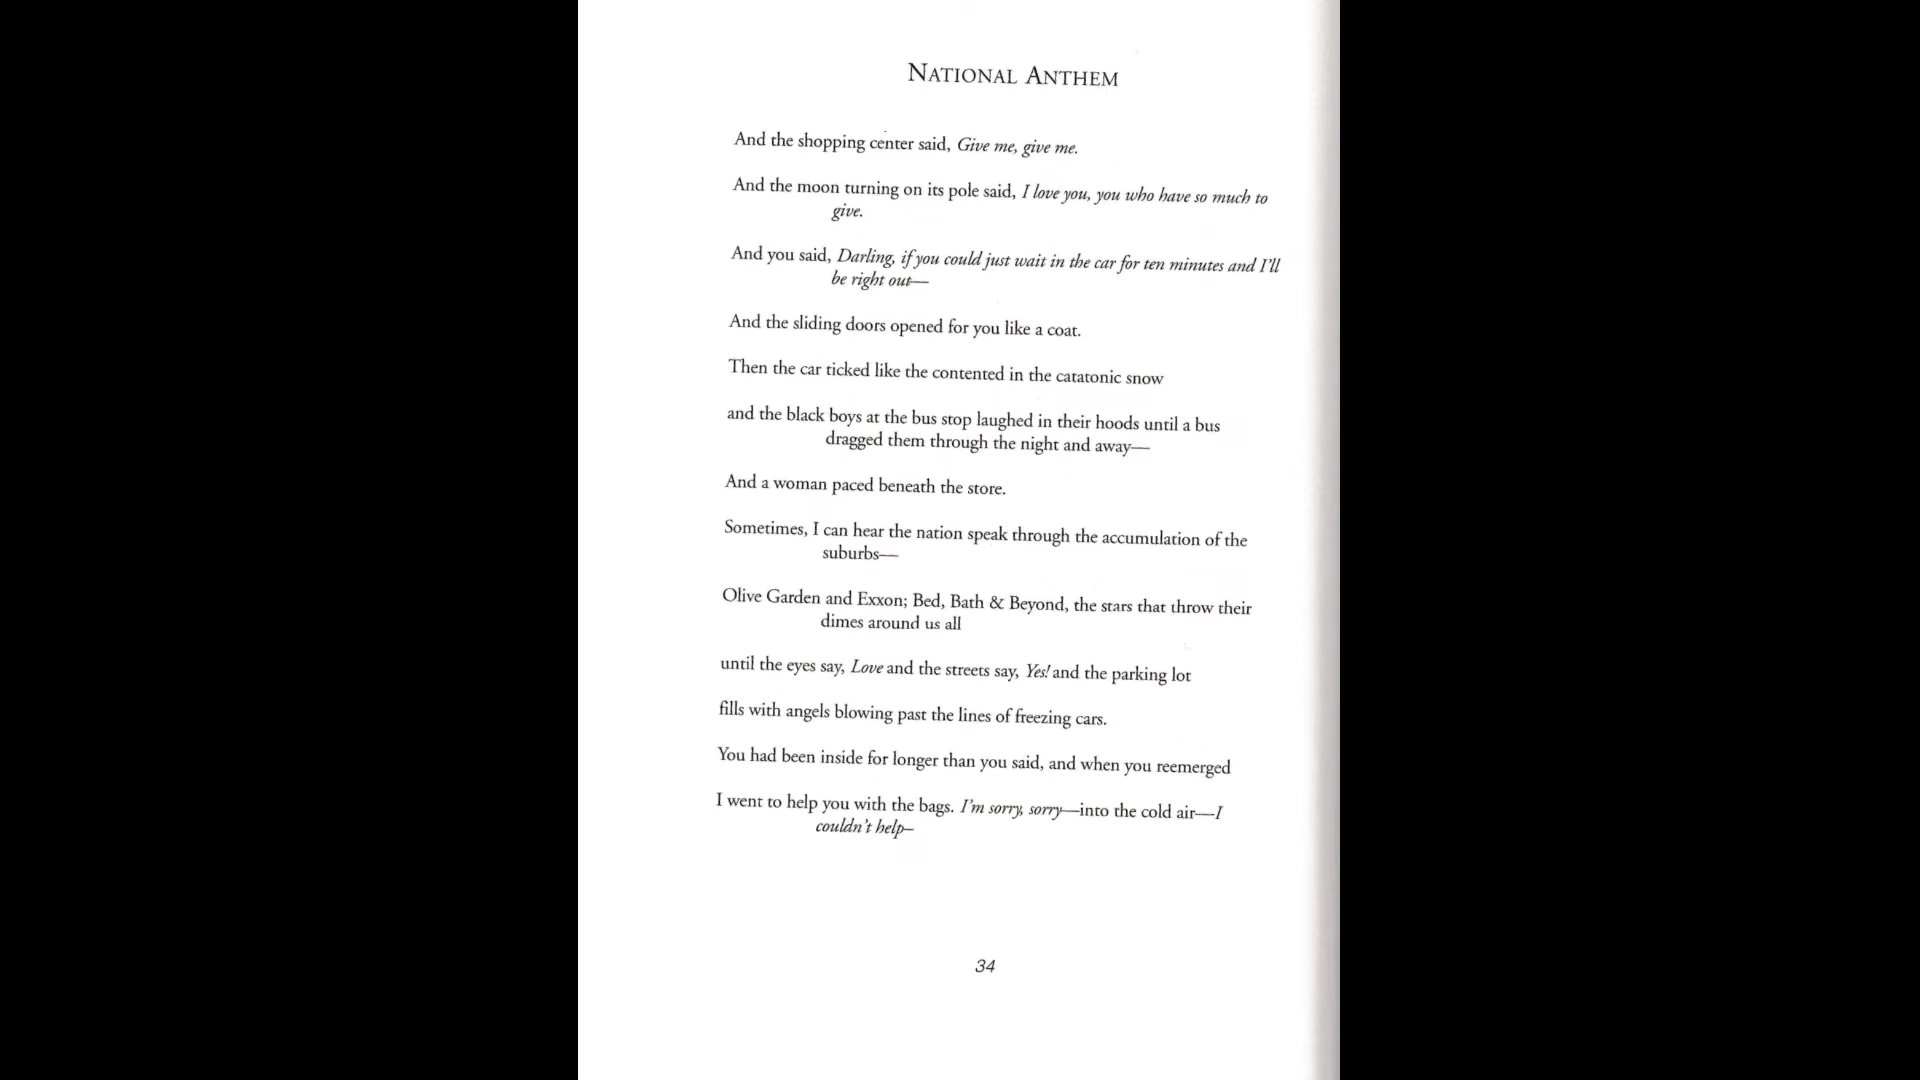 NATIONAL ANTHEM
And the shopping center said, Give me, give me.
And the moon turning on its pole said, I love you, you who have so much to
give.
And you said, Darling, if you could just wait in the car for ten minutes and I'll
be right out—
And the sliding doors opened for you like a coat.
Then the car ticked like the contented in the catatonic snow
and the black boys at the bus stop laughed in their hoods until a bus
dragged them through the night and away—
And a woman paced beneath the store.
Sometimes, I can hear the nation speak through the accumulation of the
suburbs—
Olive Garden and Exxon; Bed, Bath & Beyond, the stars that throw their
dimes around us all
until the eyes say, Love and the streets say, Yes! and the parking lot
fills with angels blowing past the lines of freezing cars.
You had been inside for longer than you said, and when you reemerged
I went to help you with the bags. I'm sorry, sorry—into the cold air—I
couldn't help–
34